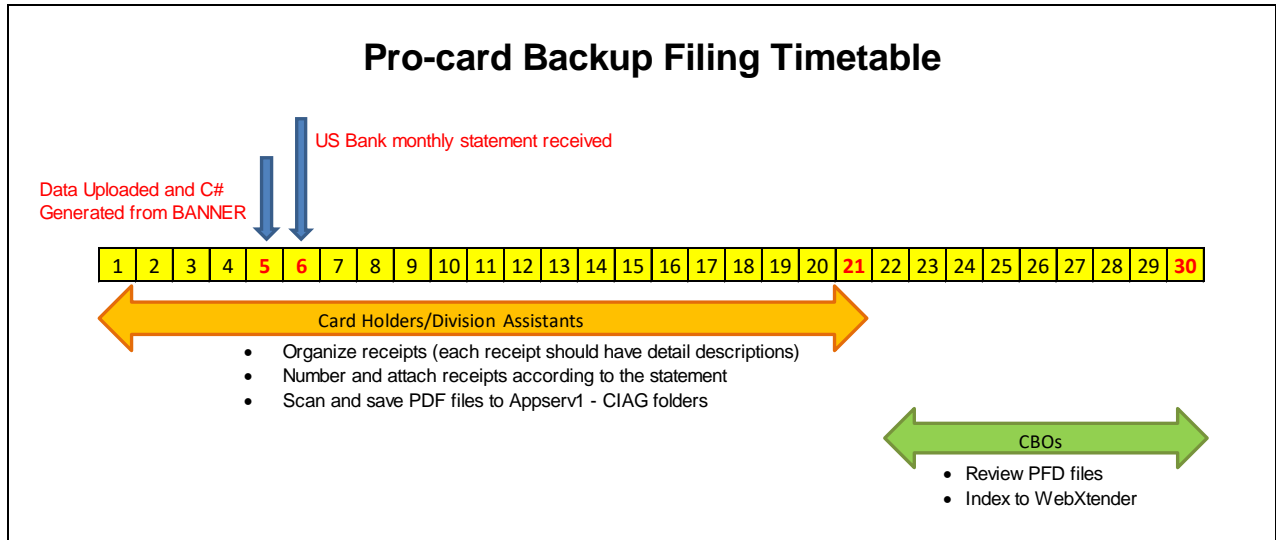 Pro-card Backup Filing Timetable
US Bank monthly statement received
Data Uploaded and C#
Generated from BANNER
1 2 3 4 5 6 7 8 9 10 11 12 13 14 15 16 17 18 19 20 21 22 23 24 25 26 27 28 29 30
Card Holders/Division Assistants
• Organize receipts (each receipt should have detail descriptions)
• Number and attach receipts according to the statement
• Scan and save PDF files to Appserv1 - CIAG folders
CBOs
• Review PFD files
• Index to WebXtender